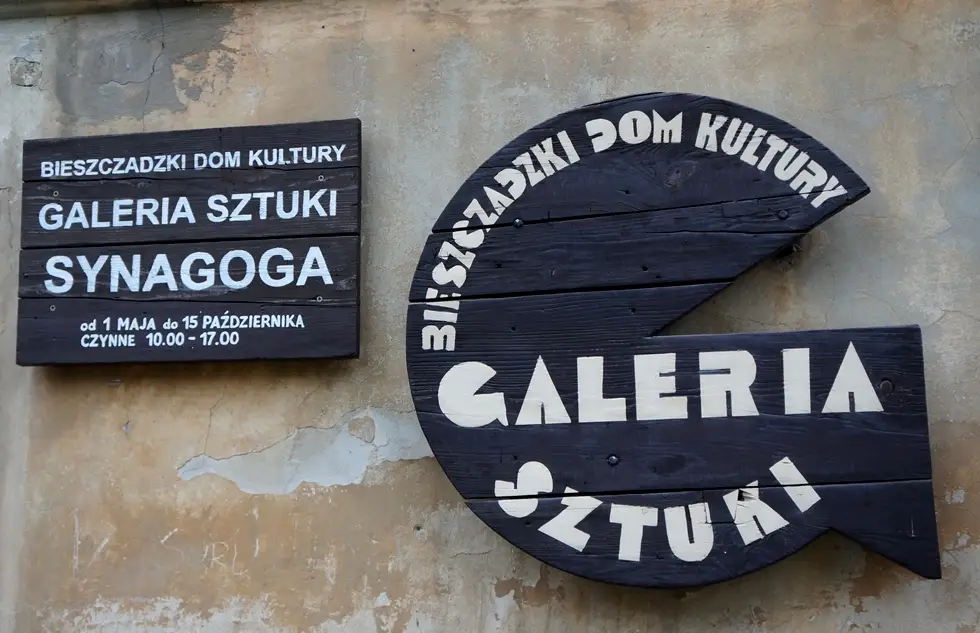 BIESZCZADZKI DOM KULTURY
GALERIA SZTUKI
SYNAGOGA
od 1 MAJA do 15 PAŹDZIERNIKA
CZYNNE 10.00 - 17.00
BIESZCZADZKI DOM KULTURY
GALERIA
SZTUKI